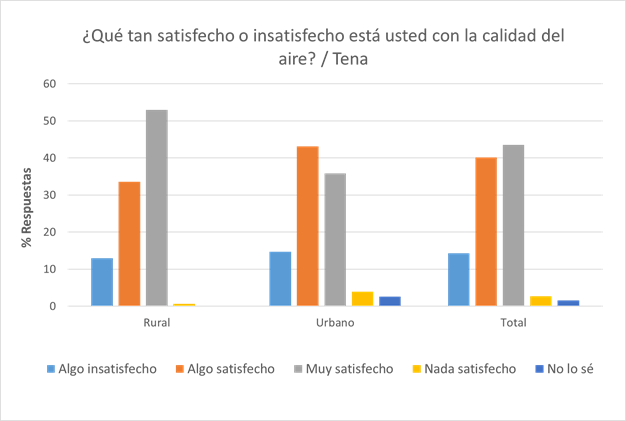 ¿Qué tan satisfecho o insatisfecho está usted con la calidad del
aire? / Tena
% Respuestas
60
50
40
30
20
10
0
Rural
Urbano
Total
Algo insatisfecho
Algo satisfecho
Muy satisfecho
Nada satisfecho
No lo sé